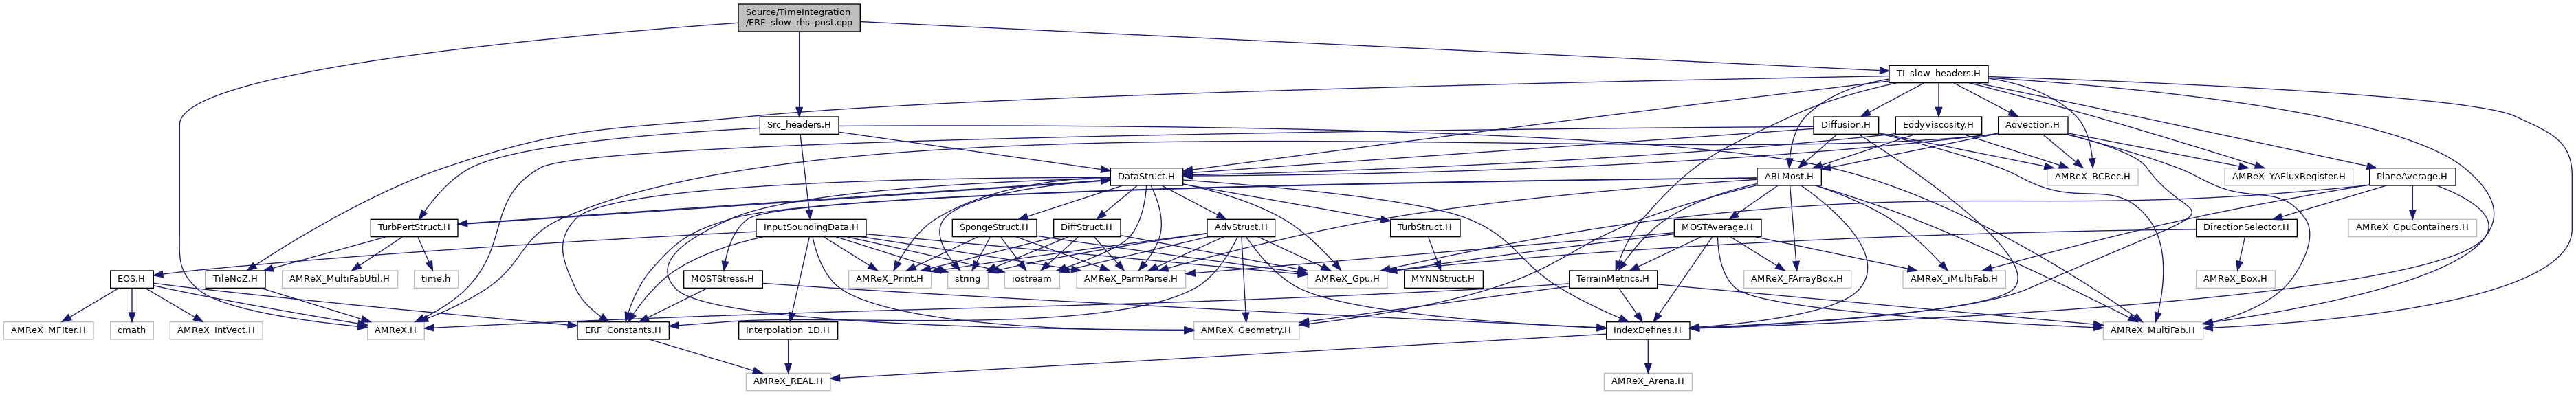 Source/TimeIntegration
/ERF_slow_rhs_post.cpp
TI_slow_headers.H
Src_headers.H
Diffusion.H
EddyViscosity.H
Advection.H
DataStruct.H
ABLMost.H
AMReX_BCRec.H
AMReX_YAFluxRegister.H
PlaneAverage.H
TurbPertStruct.H
InputSoundingData.H
SpongeStruct.H
DiffStruct.H
AdvStruct.H
TurbStruct.H
MOSTAverage.H
DirectionSelector.H
AMReX_GpuContainers.H
EOS.H
TileNoZ.H
AMReX_MultiFabUtil.H
time.h
MOSTStress.H
AMReX_Print.H
string
iostream
AMReX_ParmParse.H
AMReX_Gpu.H
MYNNStruct.H
TerrainMetrics.H
AMReX_FArrayBox.H
AMReX_iMultiFab.H
AMReX_Box.H
AMReX_MFIter.H
cmath
AMReX_IntVect.H
AMReX.H
ERF_Constants.H
Interpolation_1D.H
AMReX_Geometry.H
IndexDefines.H
AMReX_MultiFab.H
AMReX_REAL.H
AMReX_Arena.H